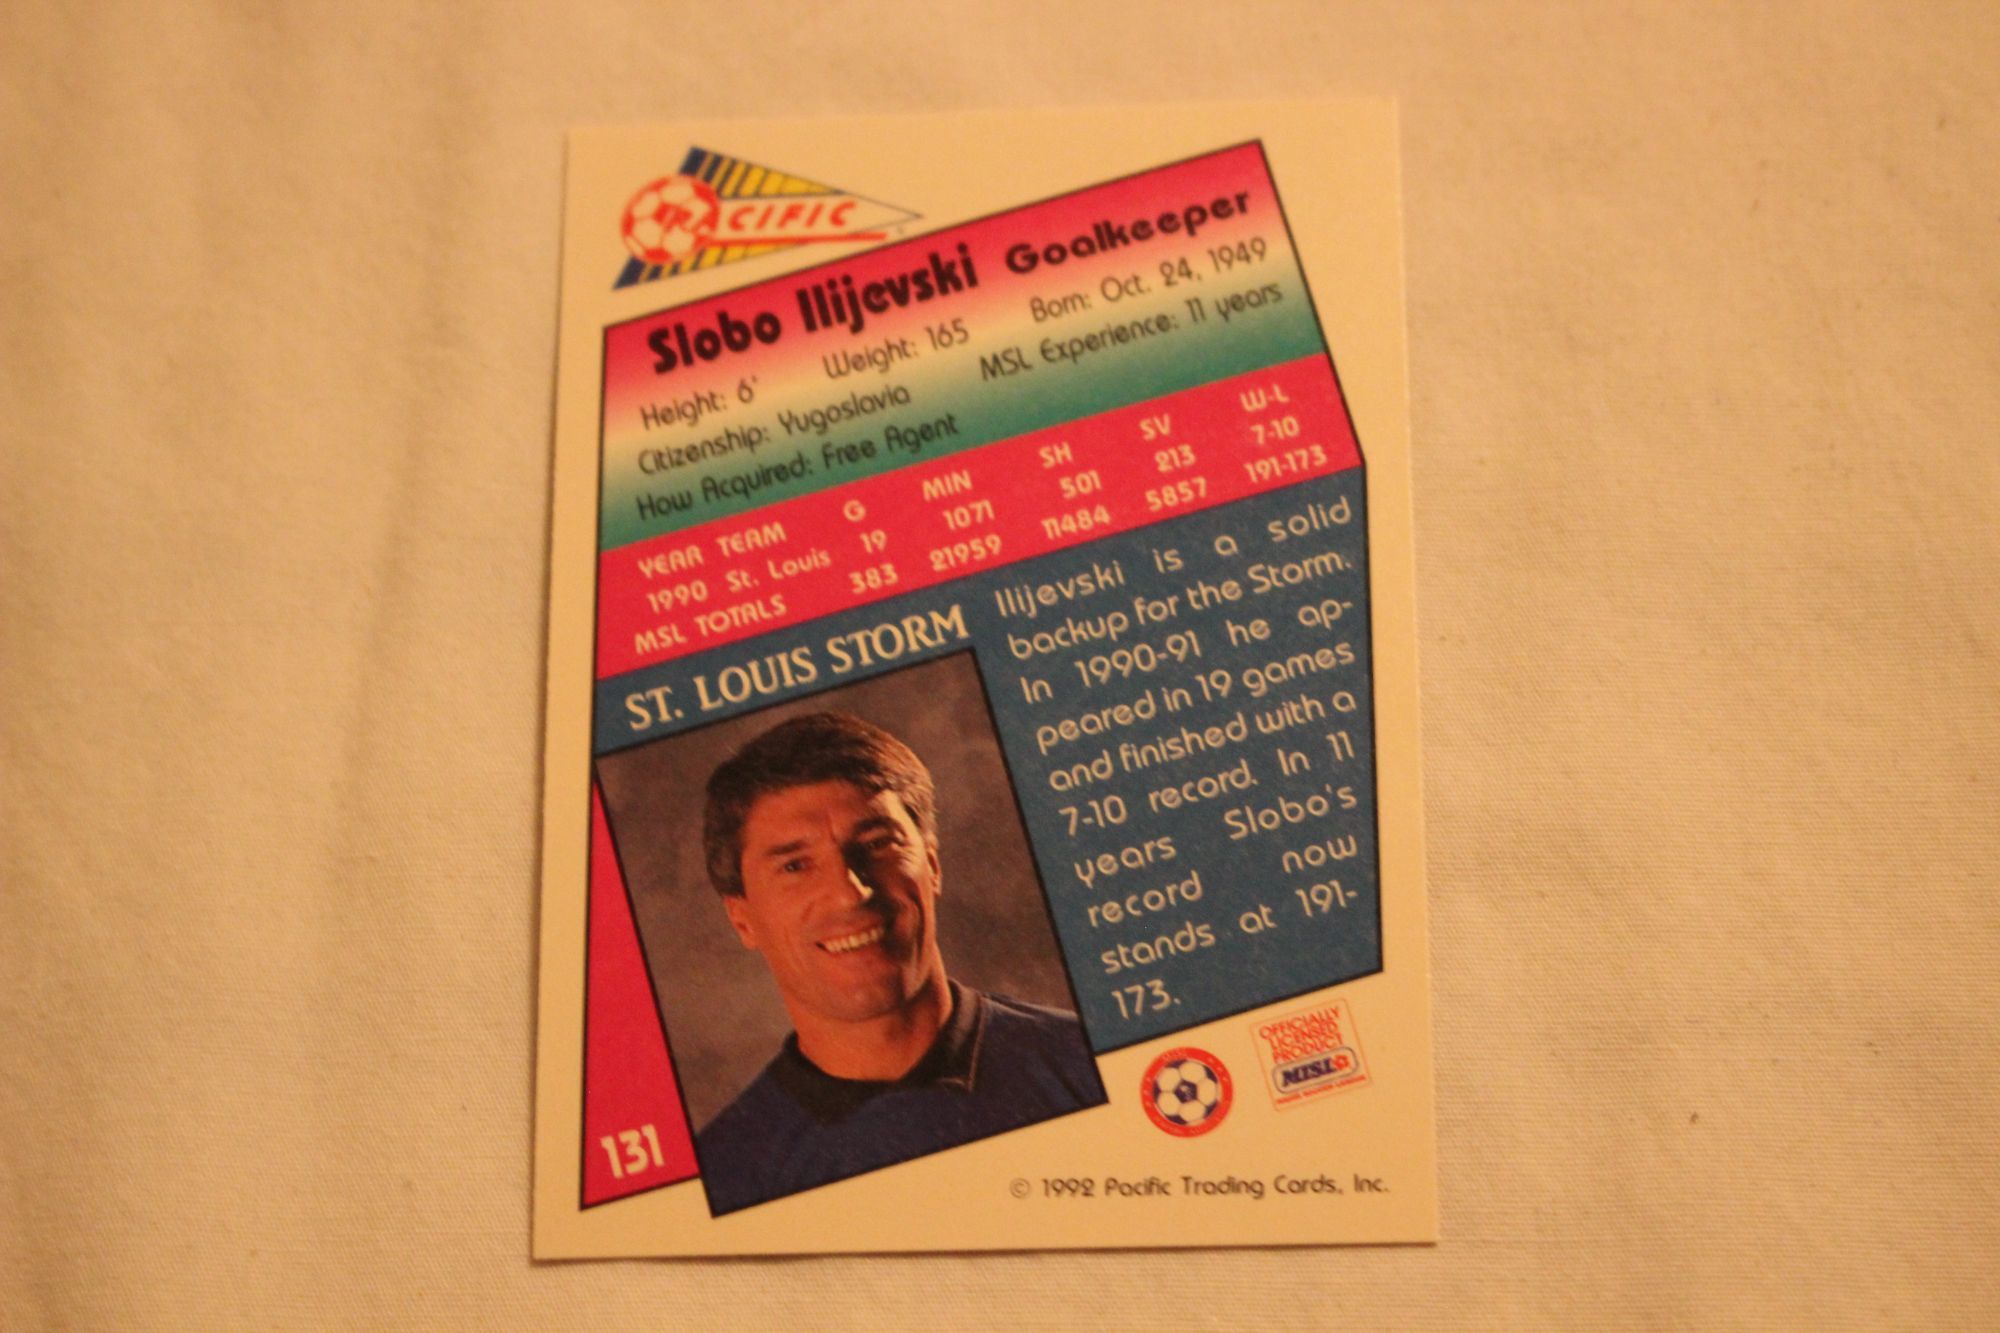 PACIFIC
Slobo Ilijevski Goalkeeper
Height: 6' Weight: 165 Born: Oct. 24, 1949
Citizenship: Yugoslavia MSL Experience: 11 years
How Acquired: Free Agent
YEAR TEAM G MIN SH SV W-L
1990 St. Louis 19 1071 501 213 7-10
MSL TOTALS 383 21959 11484 5857 191-173
ST. LOUIS STORM
Ilijevski is a solid
backup for the Storm.
In 1990-91 he ap-
peared in 19 games
and finished with a
7-10 record. In 11
years Slobo's
record now
stands at 191-
173.
131
OFFICIALLY
LICENSED
PRODUCT
MISL
© 1992 Pacific Trading Cards, Inc.